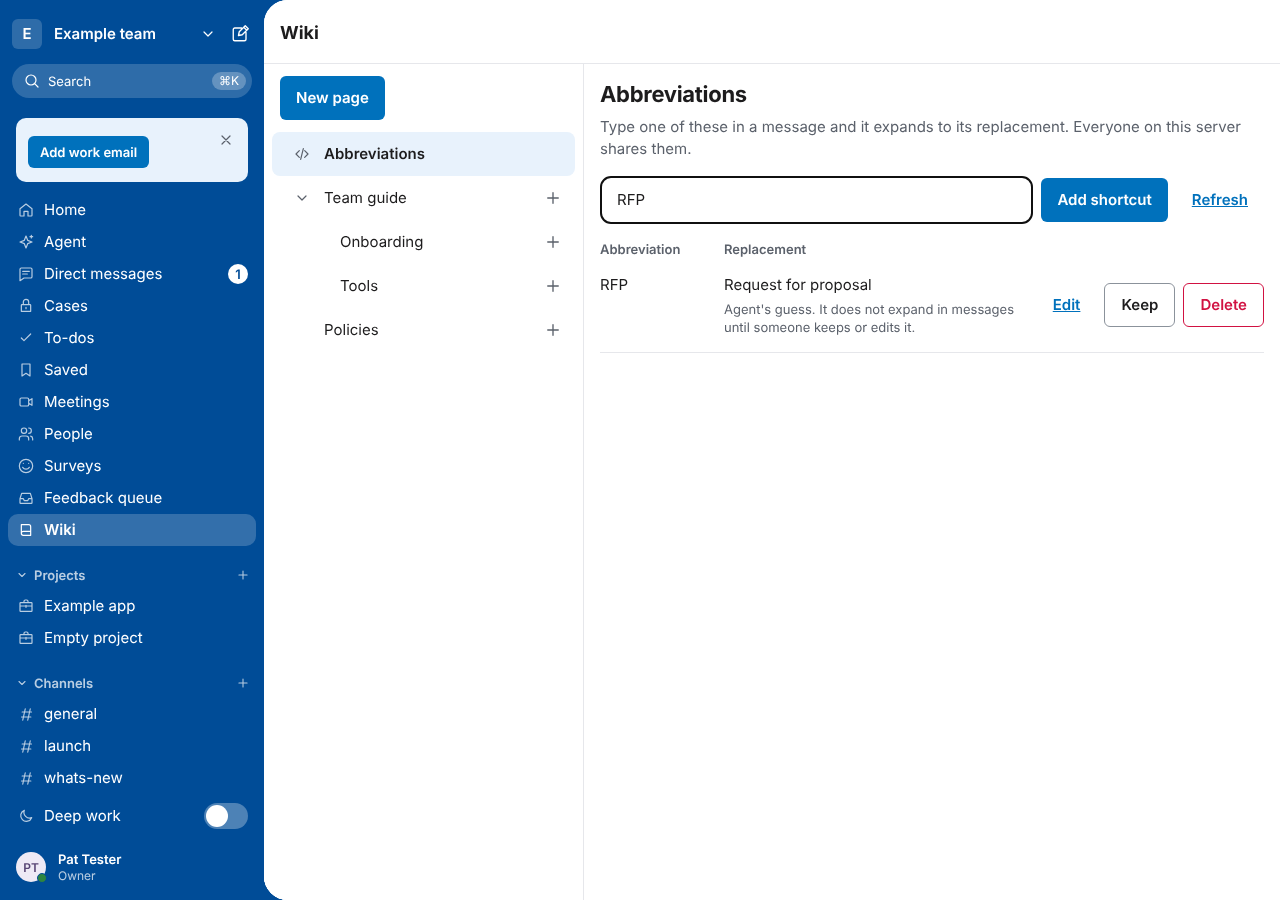 E
Example team
Search
⌘K
Add work email
Home
Agent
Direct messages
1
Cases
To-dos
Saved
Meetings
People
Surveys
Feedback queue
Wiki
Projects
Example app
Empty project
Channels
general
launch
whats-new
Deep work
PT
Pat Tester
Owner
Wiki
New page
Abbreviations
Team guide
Onboarding
Tools
Policies
Abbreviations
Type one of these in a message and it expands to its replacement. Everyone on this server
shares them.
RFP
Add shortcut
Refresh
Abbreviation
Replacement
RFP
Request for proposal
Agent's guess. It does not expand in messages
until someone keeps or edits it.
Edit
Keep
Delete